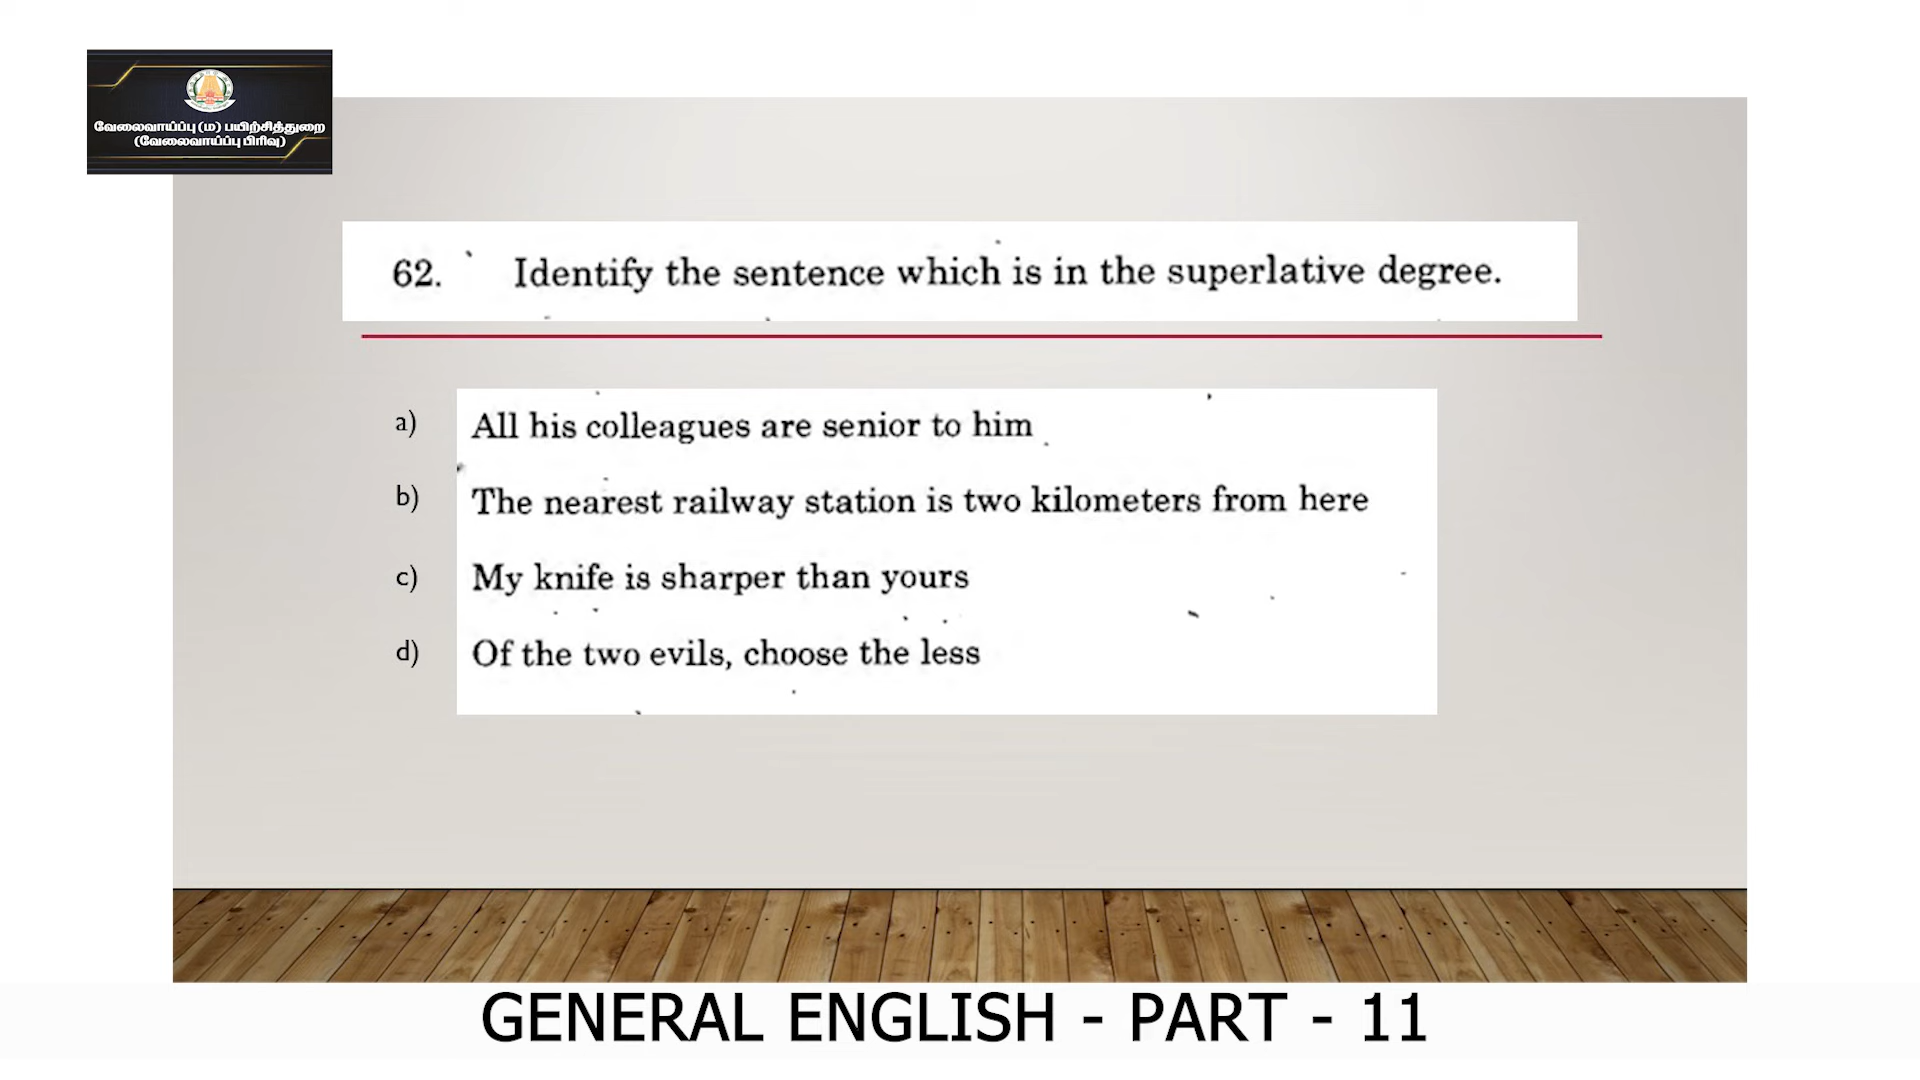 வேலைவாய்ப்பு (ம) பயிற்சித்துறை
(வேலைவாய்ப்பு பிரிவு)
62. Identify the sentence which is in the superlative degree.
a) All his colleagues are senior to him
b) The nearest railway station is two kilometers from here
c) My knife is sharper than yours
d) Of the two evils, choose the less
GENERAL ENGLISH - PART - 11